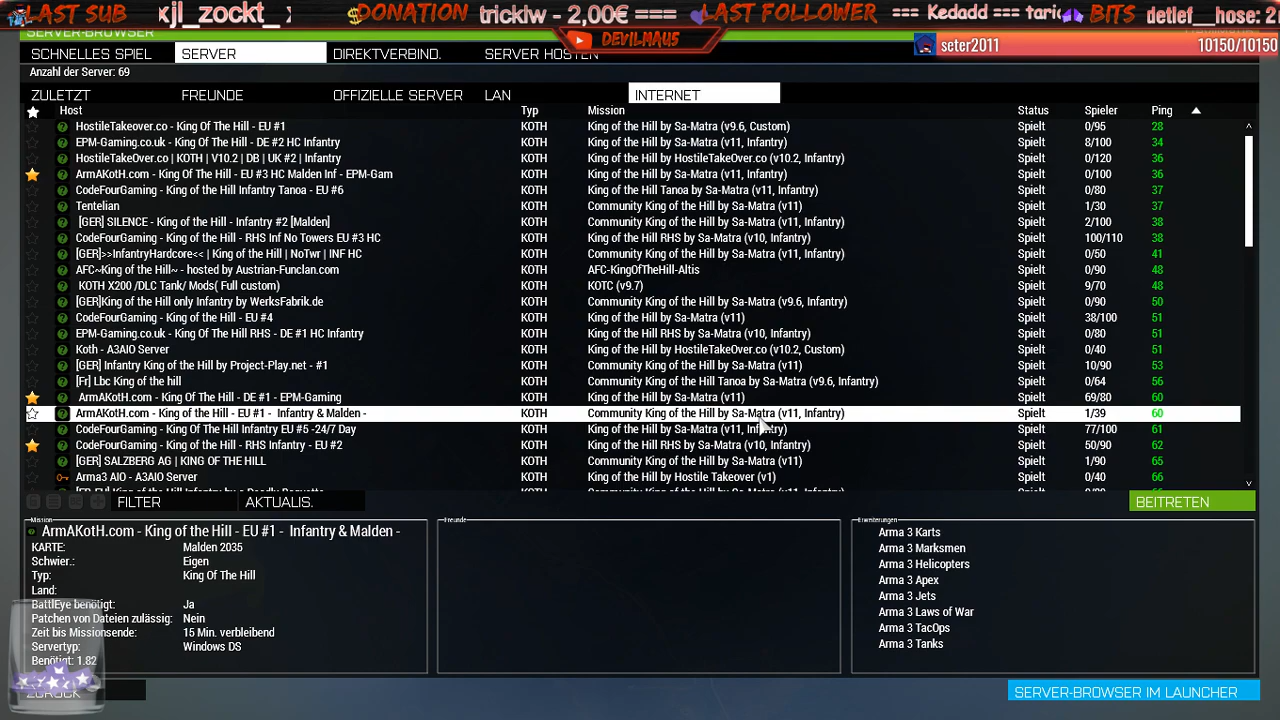 LAST SUB xjl_zockt_x DONATION tricklw - 2,00€ === LAST FOLLOWER === Kedadd === BITS detlef__hose: 2
SERVER-BROWSER
DEVILMAUS
seter2011 10150/10150
SCHNELLES SPIEL SERVER DIREKTVERBIND. SERVER HOSTEN
Anzahl der Server: 69
ZULETZT FREUNDE OFFIZIELLE SERVER LAN INTERNET
Host Typ Mission Status Spieler Ping
HostileTakeover.co - King Of The Hill - EU #1 KOTH King of the Hill by Sa-Matra (v9.6, Custom) Spielt 0/95 28
EPM-Gaming.co.uk - King Of The Hill - DE #2 HC Infantry KOTH King of the Hill by Sa-Matra (v11, Infantry) Spielt 8/100 34
HostileTakeOver.co | KOTH | V10.2 | DB | UK #2 | Infantry KOTH King of the Hill by HostileTakeOver.co (v10.2, Infantry) Spielt 0/120 36
ArmAKotH.com - King Of The Hill - EU #3 HC Malden Inf - EPM-Gam KOTH King of the Hill by Sa-Matra (v11, Infantry) Spielt 0/100 36
CodeFourGaming - King of the Hill Infantry Tanoa - EU #6 KOTH King of the Hill Tanoa by Sa-Matra (v11, Infantry) Spielt 0/80 37
Tentelian KOTH Community King of the Hill by Sa-Matra (v11) Spielt 1/30 37
[GER] SILENCE - King of the Hill - Infantry #2 [Malden] KOTH Community King of the Hill by Sa-Matra (v11, Infantry) Spielt 2/100 38
CodeFourGaming - King of the Hill - RHS Inf No Towers EU #3 HC KOTH King of the Hill RHS by Sa-Matra (v10, Infantry) Spielt 100/110 38
[GER]>>InfantryHardcore<< | King of the Hill | NoTwr | INF HC KOTH Community King of the Hill by Sa-Matra (v11, Infantry) Spielt 0/50 41
AFC~King of the Hill~ - hosted by Austrian-Funclan.com KOTH AFC-KingOfTheHill-Altis Spielt 0/90 48
KOTH X200 /DLC Tank/ Mods( Full custom) KOTH KOTC (v9.7) Spielt 9/70 48
[GER]King of the Hill only Infantry by WerksFabrik.de KOTH Community King of the Hill by Sa-Matra (v9.6, Infantry) Spielt 0/90 50
CodeFourGaming - King of the Hill - EU #4 KOTH King of the Hill by Sa-Matra (v11) Spielt 38/100 51
EPM-Gaming.co.uk - King Of The Hill RHS - DE #1 HC Infantry KOTH King of the Hill RHS by Sa-Matra (v10, Infantry) Spielt 0/80 51
Koth - A3AIO Server KOTH King of the Hill by HostileTakeOver.co (v10.2, Custom) Spielt 0/40 51
[GER] Infantry King of the Hill by Project-Play.net - #1 KOTH Community King of the Hill by Sa-Matra (v11) Spielt 10/90 53
[Fr] Lbc King of the hill KOTH Community King of the Hill Tanoa by Sa-Matra (v9.6, Infantry) Spielt 0/64 56
ArmAKotH.com - King of the Hill - DE #1 - EPM-Gaming KOTH King of the Hill by Sa-Matra (v11) Spielt 69/80 60
ArmAKotH.com - King of the Hill - EU #1 - Infantry & Malden - KOTH Community King of the Hill by Sa-Matra (v11, Infantry) Spielt 1/39 60
CodeFourGaming - King Of The Hill Infantry EU #5 -24/7 Day KOTH King of the Hill by Sa-Matra (v11, Infantry) Spielt 77/100 61
CodeFourGaming - King of the Hill - RHS Infantry - EU #2 KOTH King of the Hill RHS by Sa-Matra (v10, Infantry) Spielt 50/90 62
[GER] SALZBERG AG | KING OF THE HILL KOTH Community King of the Hill by Sa-Matra (v11) Spielt 1/90 65
Arma3 AIO - A3AIO Server KOTH King of the Hill by Hostile Takeover (v1) Spielt 0/40 66
FILTER AKTUALIS. BEITRETEN
Mission Freunde Erweiterungen
ArmAKotH.com - King of the Hill - EU #1 - Infantry & Malden -
KARTE: Malden 2035
Schwier.: Eigen
Typ: King Of The Hill
Land:
BattlEye benötigt: Ja
Patchen von Dateien zulässig: Nein
Zeit bis Missionsende: 15 Min. verbleibend
Servertyp: Windows DS
Benötigt: 1.82
Arma 3 Karts
Arma 3 Marksmen
Arma 3 Helicopters
Arma 3 Apex
Arma 3 Jets
Arma 3 Laws of War
Arma 3 TacOps
Arma 3 Tanks
ZURÜCK SERVER-BROWSER IM LAUNCHER